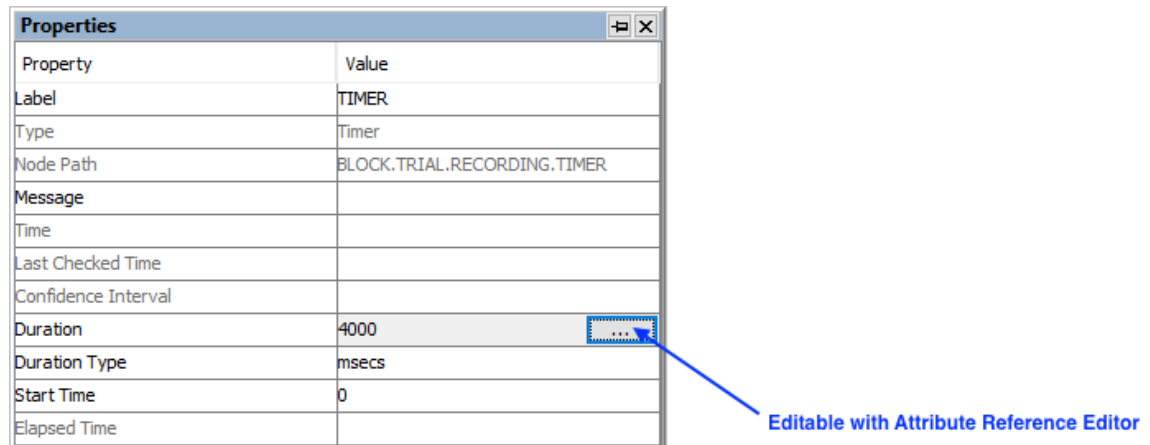 Properties
Property Value
Label TIMER
Type Timer
Node Path BLOCK.TRIAL.RECORDING.TIMER
Message
Time
Last Checked Time
Confidence Interval
Duration 4000 ...
Duration Type msecs
Start Time 0
Elapsed Time
Editable with Attribute Reference Editor